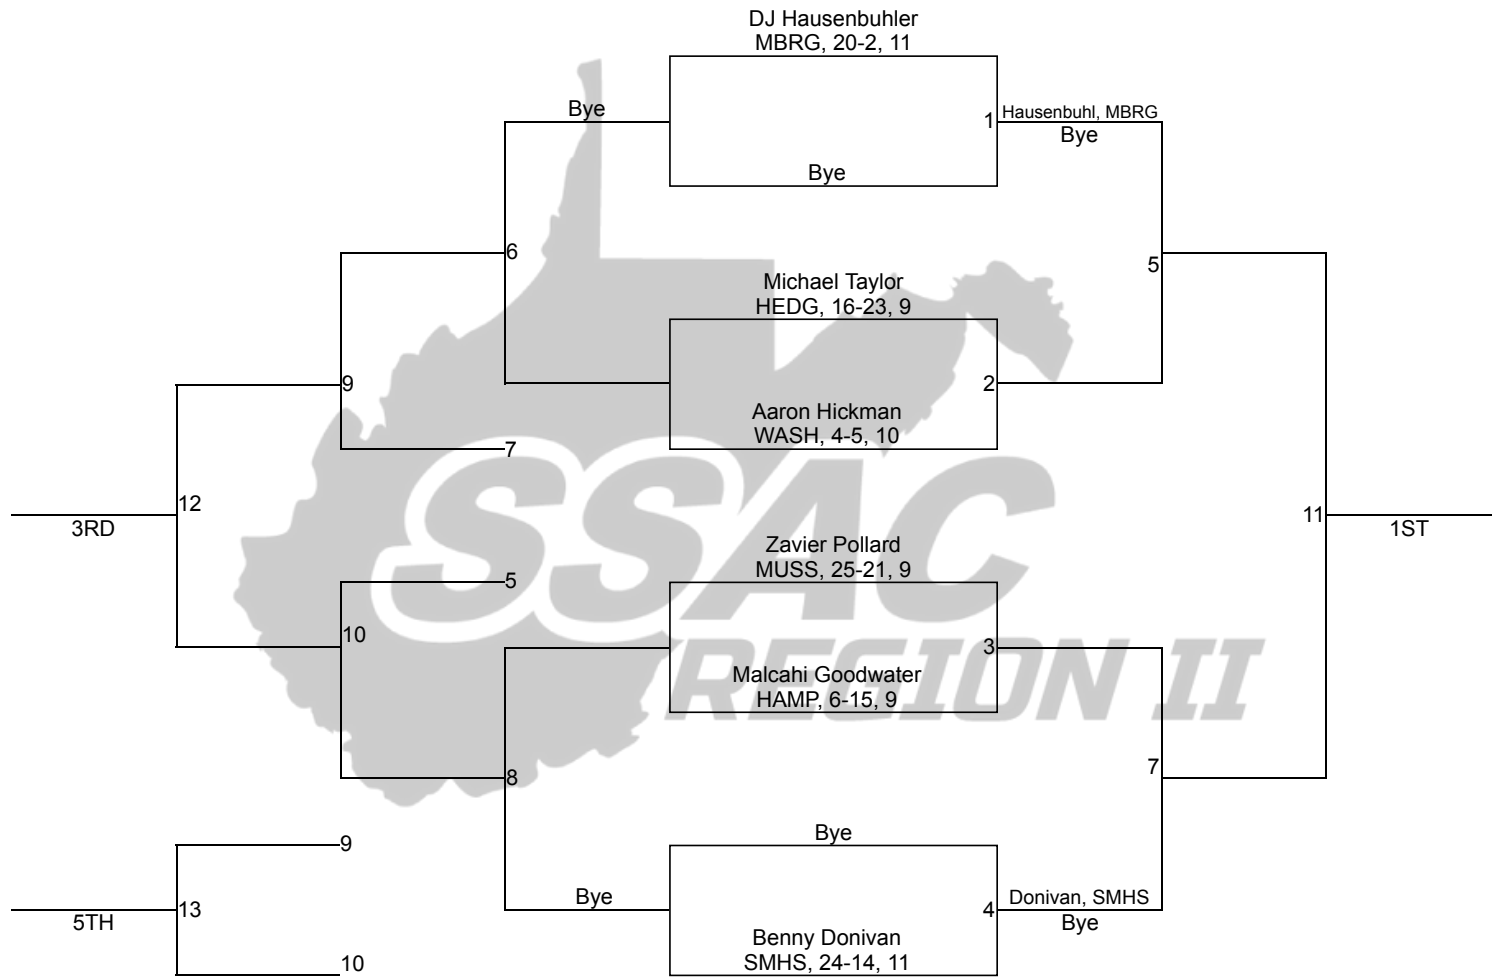 DJ Hausenbuhler
MBRG, 20-2, 11
Bye
1
Hausenbuhl, MBRG
Bye
Bye
6
5
Michael Taylor
HEDG, 16-23, 9
9
2
Aaron Hickman
WASH, 4-5, 10
7
12
3RD
11
1ST
SSAC
REGION II
Zavier Pollard
MUSS, 25-21, 9
5
10
3
Malcahi Goodwater
HAMP, 6-15, 9
8
7
Bye
9
Bye
4
Donivan, SMHS
Bye
13
5TH
Benny Donivan
SMHS, 24-14, 11
10